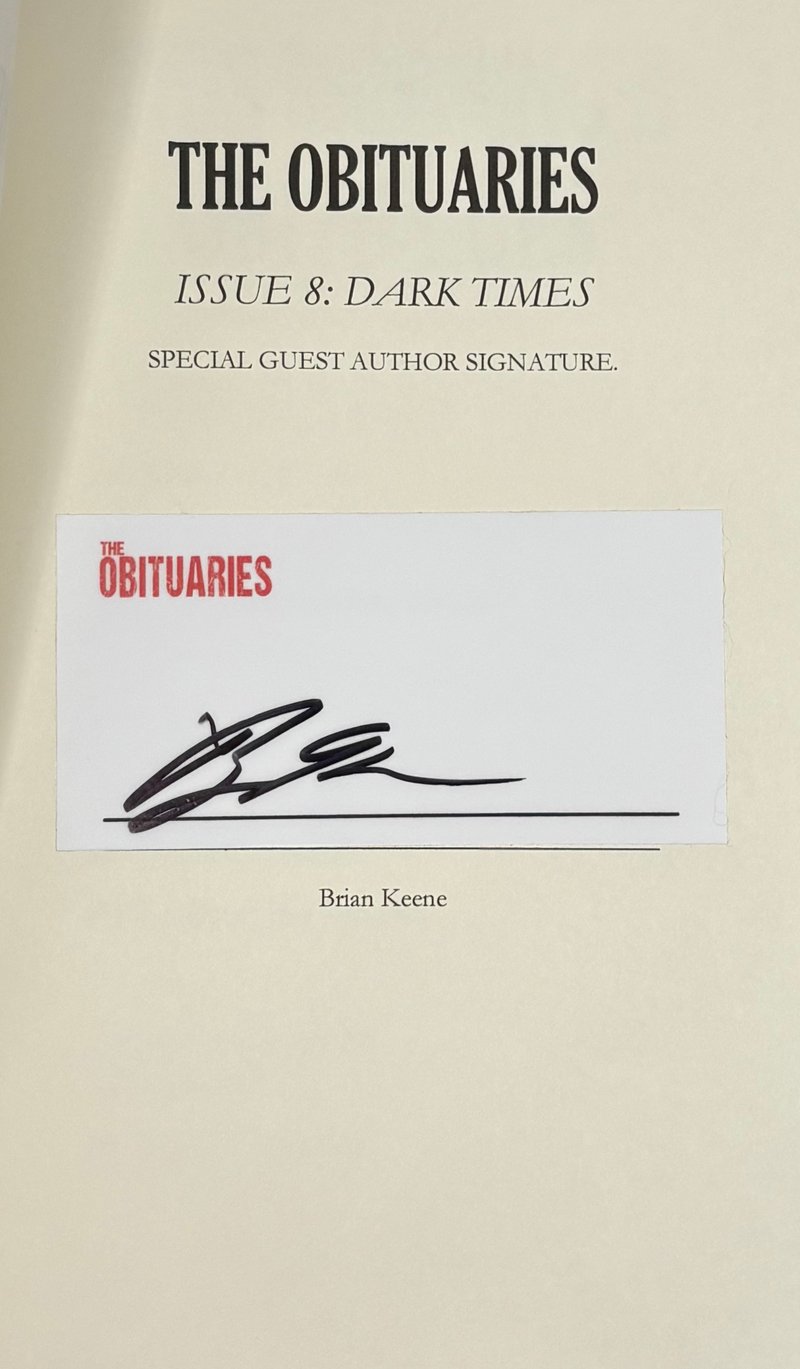 THE OBITUARIES
ISSUE 8: DARK TIMES
SPECIAL GUEST AUTHOR SIGNATURE.
THE
OBITUARIES
Brian Keene